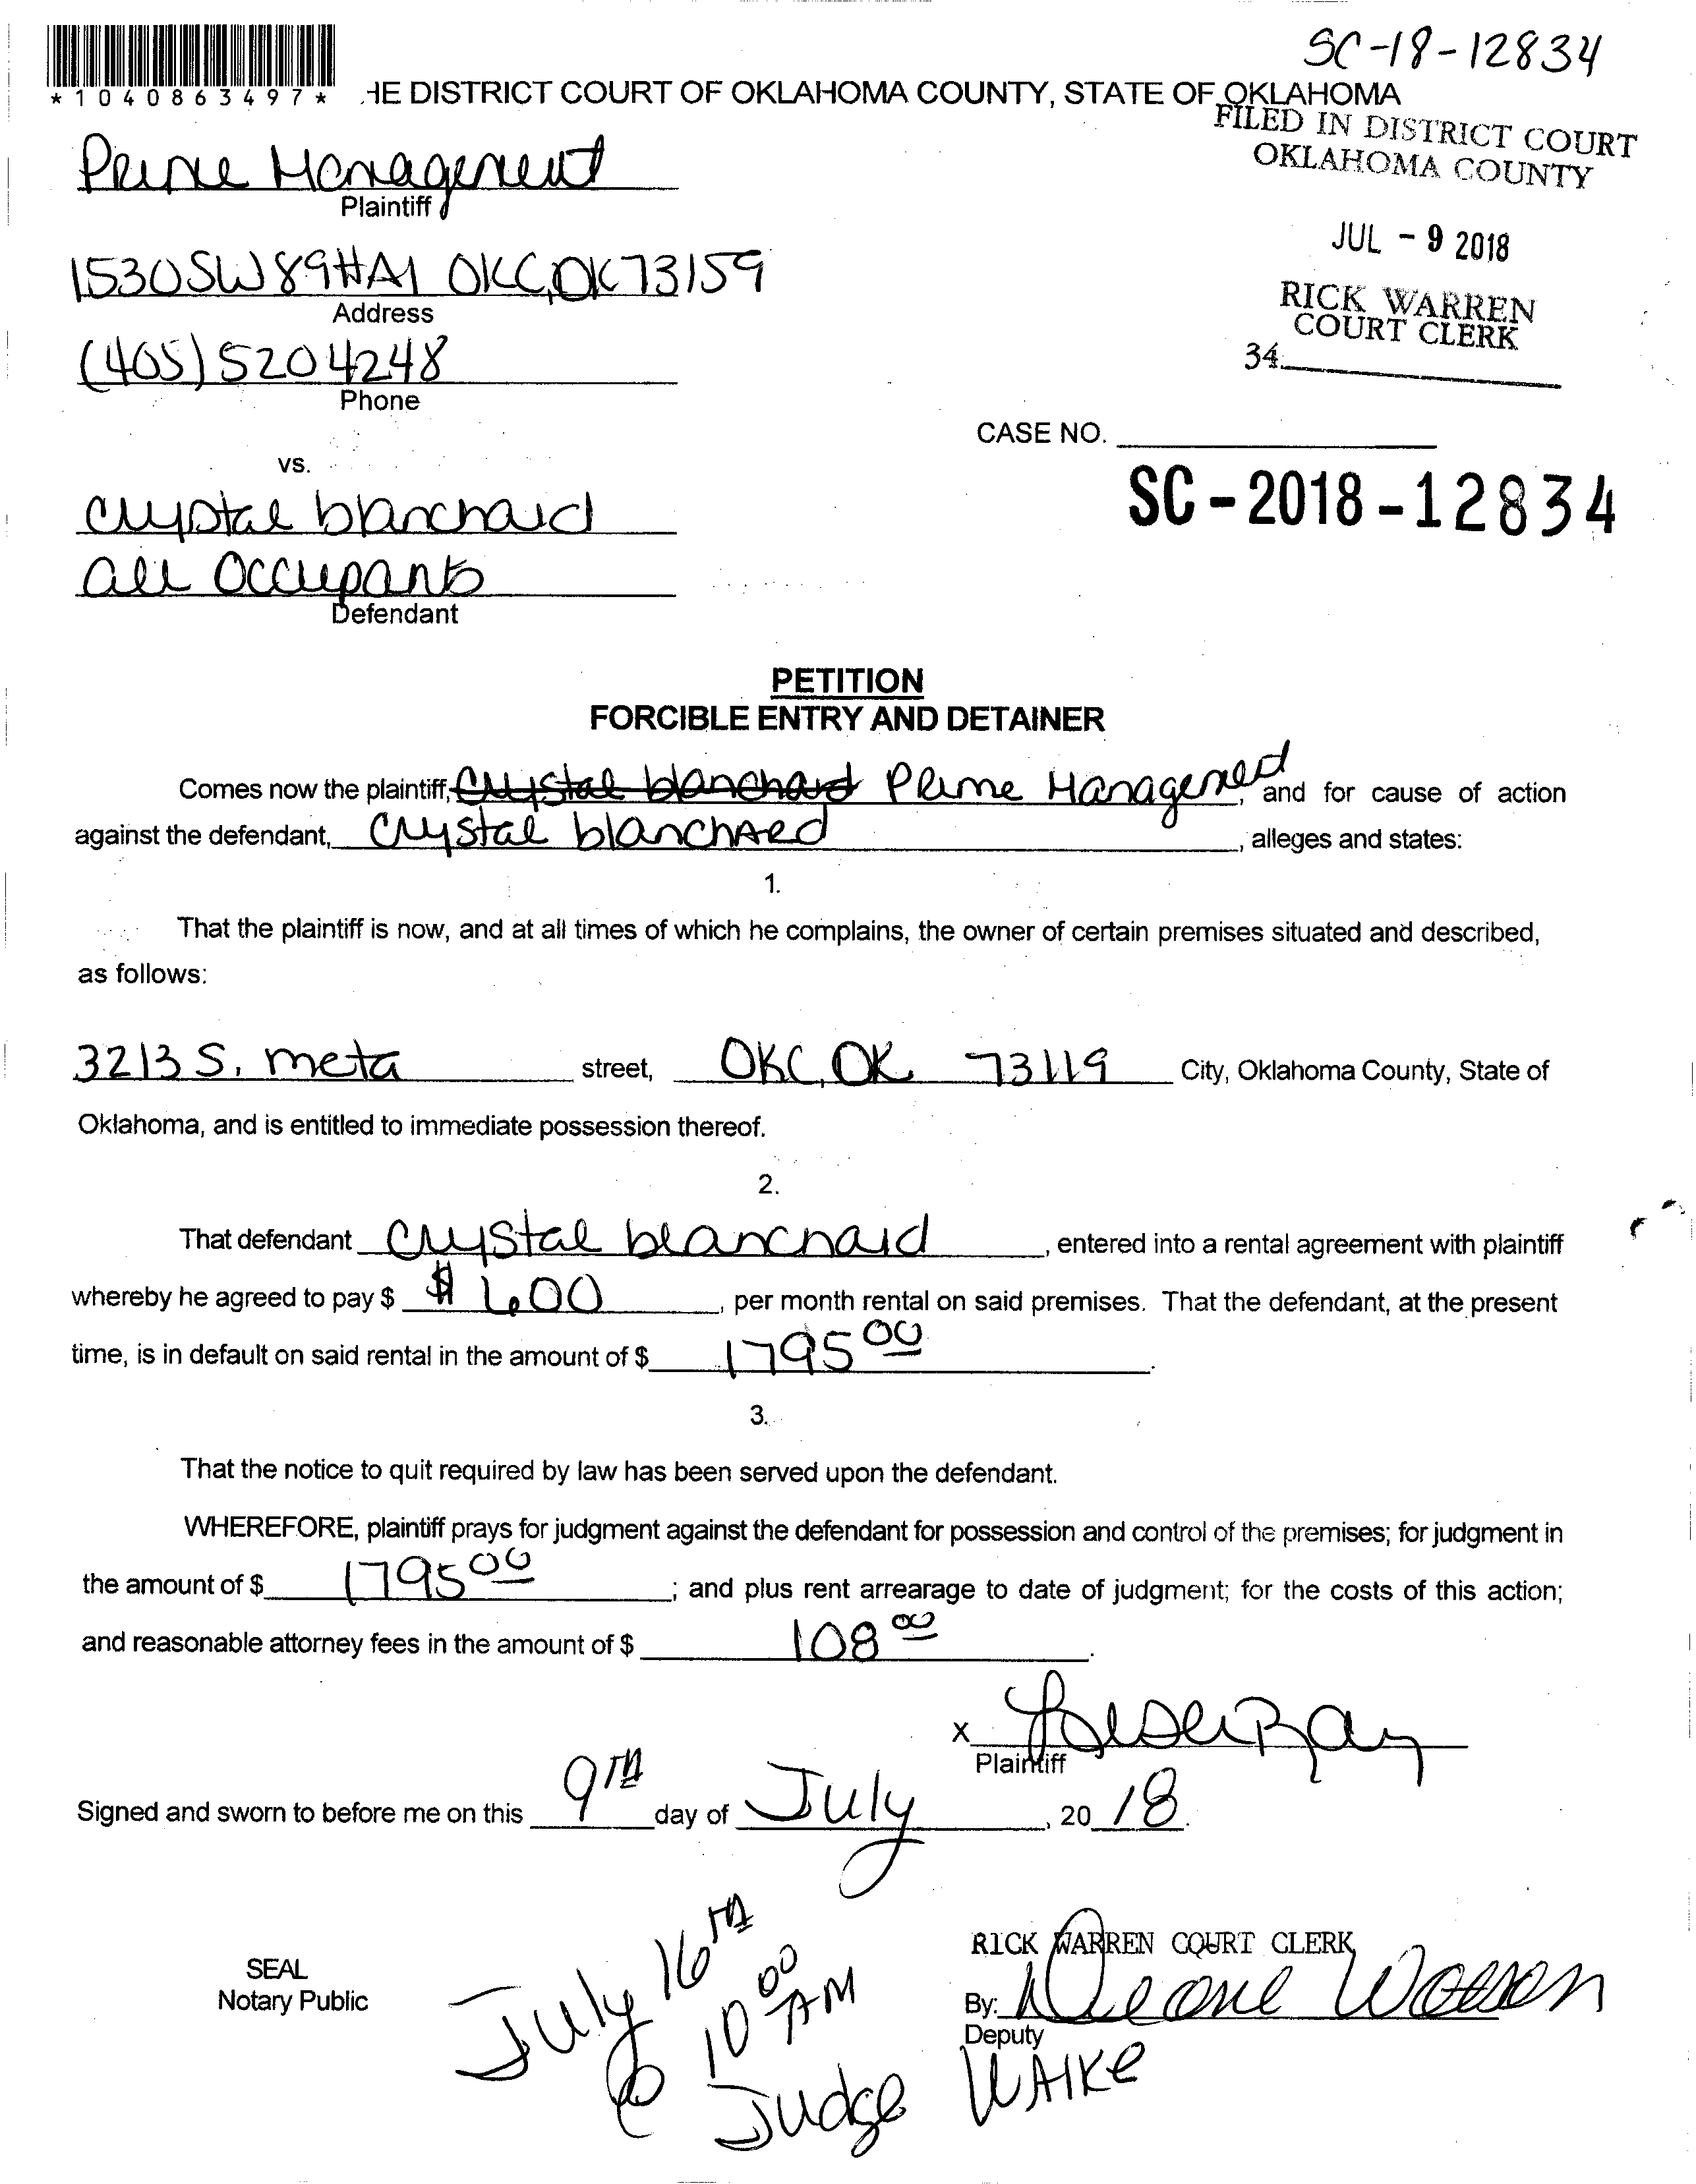 SC-18-12834
*1040863497* HE DISTRICT COURT OF OKLAHOMA COUNTY, STATE OF OKLAHOMA
FILED IN DISTRICT COURT
OKLAHOMA COUNTY
Prime Management
Plaintiff
JUL - 9 2018
1530 SW 89 #A1 OKC, OK 73159
Address
RICK WARREN
COURT CLERK
34
(405) 5204248
Phone
CASE NO.
vs.
SC-2018-12834
Crystal blanchard
all Occupants
Defendant
PETITION
FORCIBLE ENTRY AND DETAINER
Comes now the plaintiff, Crystal blanchard Prime Management, and for cause of action
against the defendant, Crystal blanchard, alleges and states:
1.
That the plaintiff is now, and at all times of which he complains, the owner of certain premises situated and described,
as follows:
3213 S. meta street, OKC, OK 73119 City, Oklahoma County, State of
Oklahoma, and is entitled to immediate possession thereof.
2.
That defendant Crystal blanchard, entered into a rental agreement with plaintiff
whereby he agreed to pay $ $ 600, per month rental on said premises. That the defendant, at the present
time, is in default on said rental in the amount of $ 1795 00.
3.
That the notice to quit required by law has been served upon the defendant.
WHEREFORE, plaintiff prays for judgment against the defendant for possession and control of the premises; for judgment in
the amount of $ 1795 00; and plus rent arrearage to date of judgment; for the costs of this action;
and reasonable attorney fees in the amount of $ 108 00.
X
Plaintiff
Signed and sworn to before me on this 9TH day of July, 20 18.
July 16TH
@ 10 00 AM
Judge
RICK WARREN COURT CLERK
SEAL
Notary Public
By:
Deputy